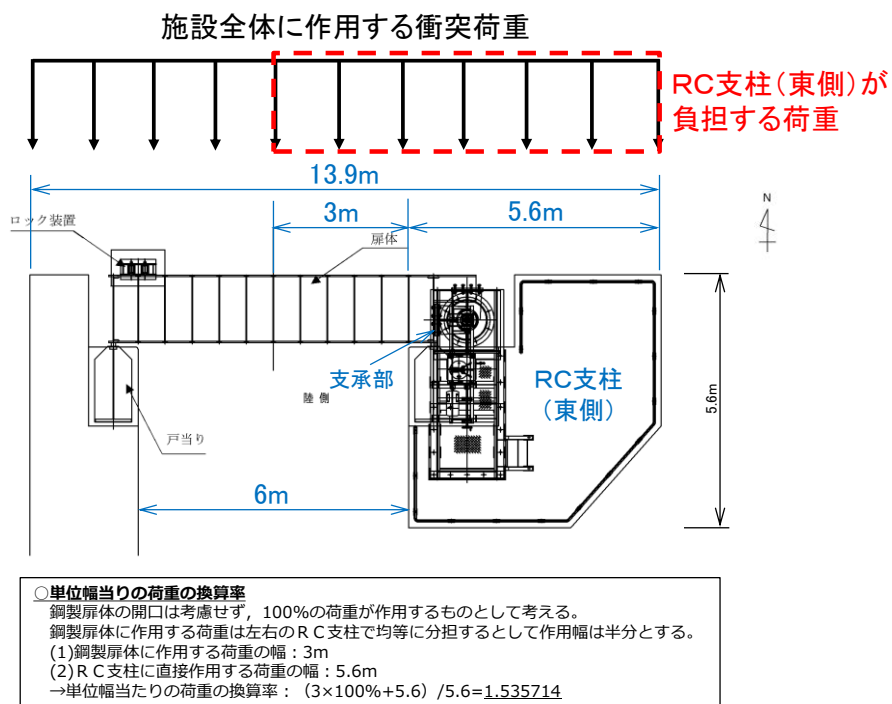 施設全体に作用する衝突荷重
RC支柱(東側)が
負担する荷重
13.9m
3m
5.6m
N
ロック装置
扉体
支承部
陸側
RC支柱
(東側)
5.6m
戸当り
6m
○単位幅当りの荷重の換算率
鋼製扉体の開口は考慮せず，100%の荷重が作用するものとして考える。
鋼製扉体に作用する荷重は左右のＲＣ支柱で均等に分担するとして作用幅は半分とする。
(1)鋼製扉体に作用する荷重の幅：3m
(2)ＲＣ支柱に直接作用する荷重の幅：5.6m
→単位幅当たりの荷重の換算率：（3×100%+5.6）/5.6=1.535714